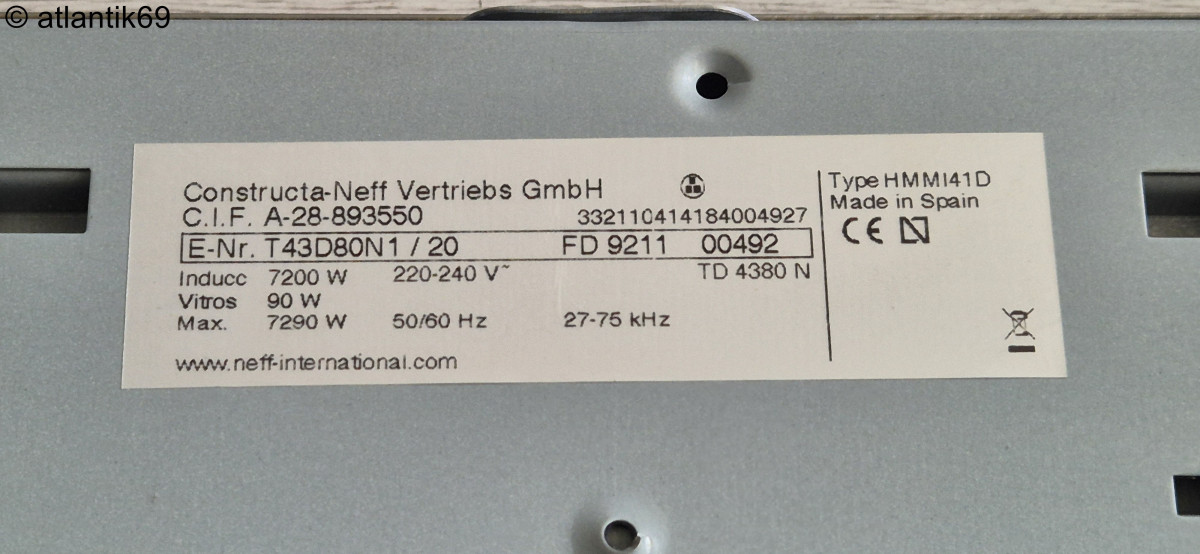 © atlantik69
Constructa-Neff Vertriebs GmbH
C.I.F. A-28-893550 332110414184004927
E-Nr. T43D80N1 / 20 FD 9211 00492
Inducc 7200 W 220-240 V~ TD 4380 N
Vitros 90 W
Max. 7290 W 50/60 Hz 27-75 kHz
www.neff-international.com
Type HMMI41D
Made in Spain
CE N